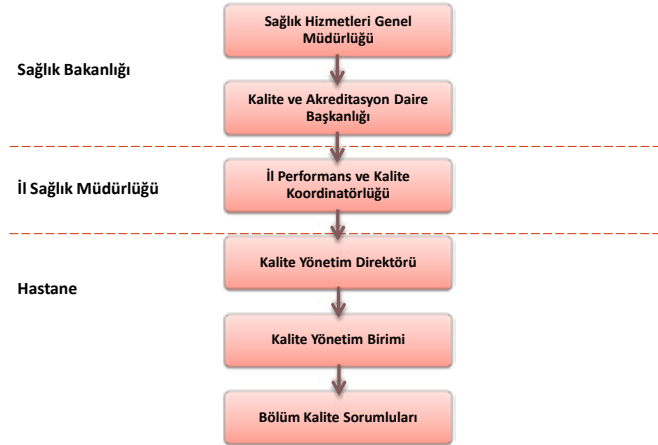 Sağlık Hizmetleri Genel
Müdürlüğü
Sağlık Bakanlığı
Kalite ve Akreditasyon Daire
Başkanlığı
İl Sağlık Müdürlüğü
İl Performans ve Kalite
Koordinatörlüğü
Kalite Yönetim Direktörü
Hastane
Kalite Yönetim Birimi
Bölüm Kalite Sorumluları